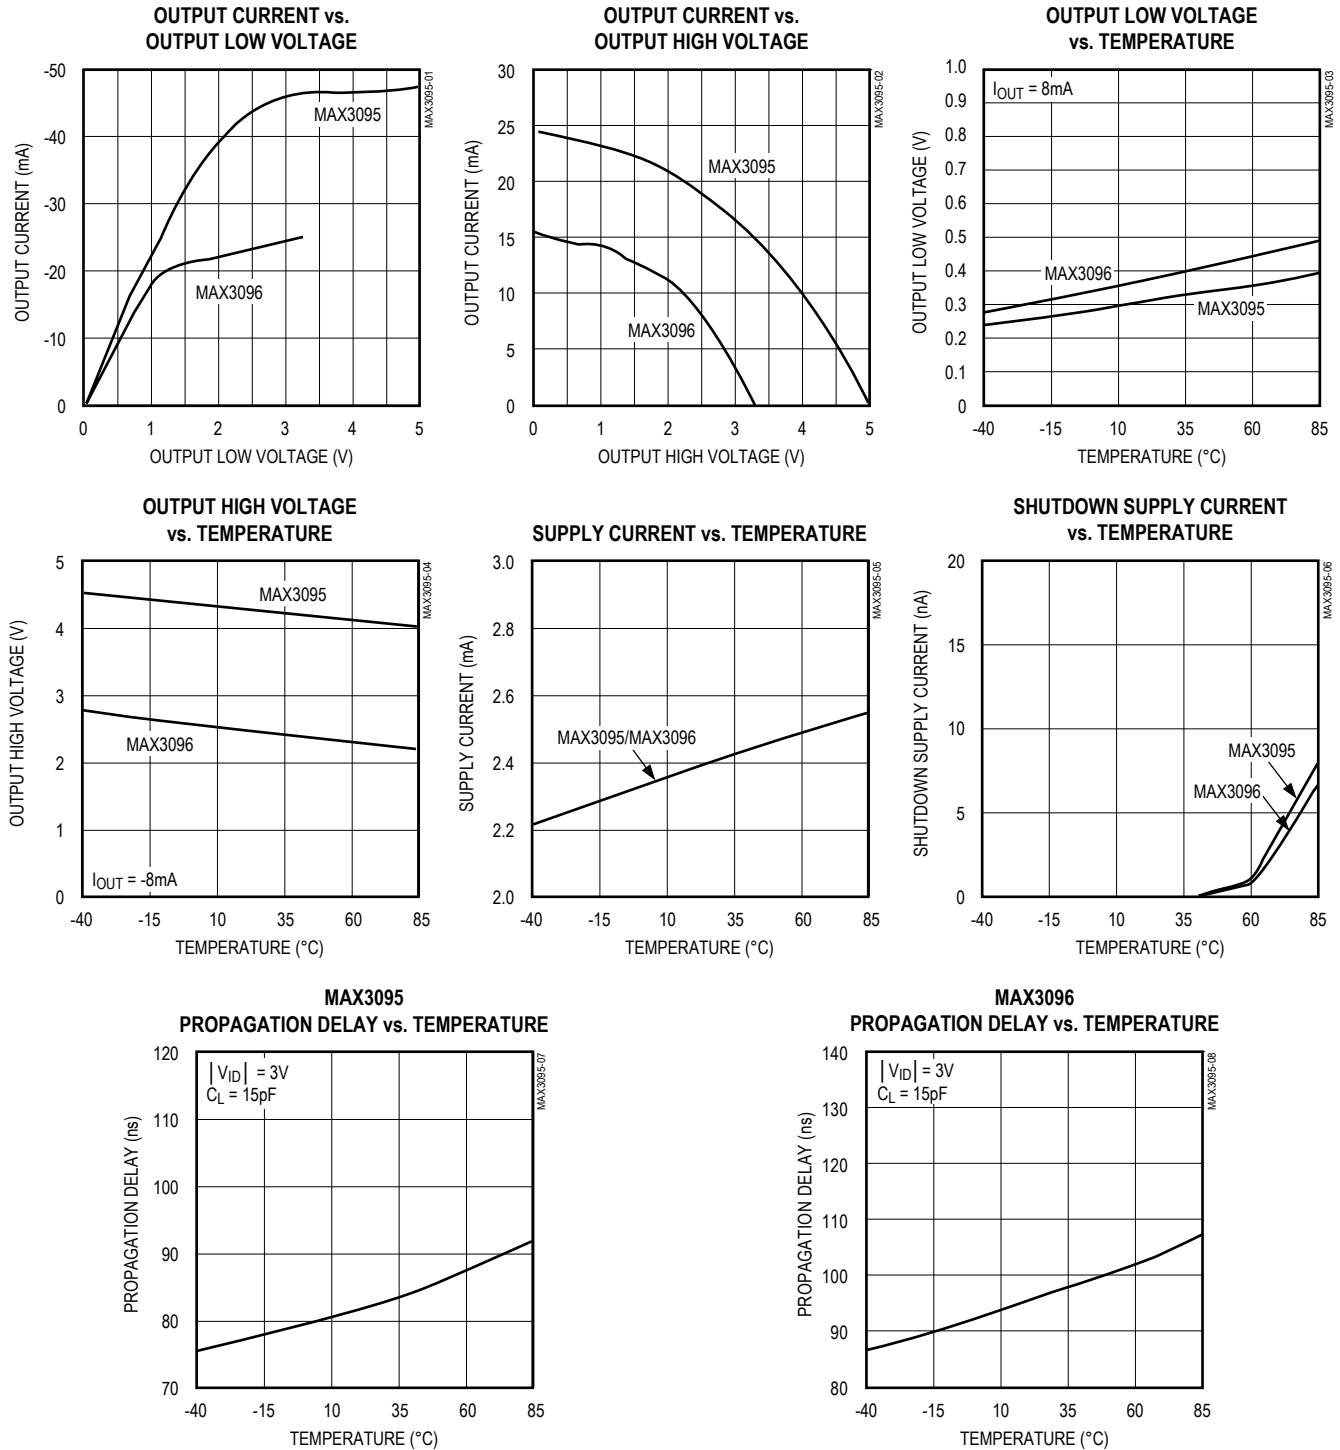 OUTPUT CURRENT vs.
OUTPUT LOW VOLTAGE
-50
-40
-30
-20
-10
0
OUTPUT CURRENT (mA)
MAX3095
MAX3096
MAX3095-01
0 1 2 3 4 5
OUTPUT LOW VOLTAGE (V)
OUTPUT CURRENT vs.
OUTPUT HIGH VOLTAGE
30
25
20
15
10
5
0
OUTPUT CURRENT (mA)
MAX3095
MAX3096
MAX3095-02
0 1 2 3 4 5
OUTPUT HIGH VOLTAGE (V)
OUTPUT LOW VOLTAGE
vs. TEMPERATURE
1.0
0.9
0.8
0.7
0.6
0.5
0.4
0.3
0.2
0.1
0
OUTPUT LOW VOLTAGE (V)
IOUT = 8mA
MAX3096
MAX3095
MAX3095-03
-40 -15 10 35 60 85
TEMPERATURE (°C)
OUTPUT HIGH VOLTAGE
vs. TEMPERATURE
5
4
3
2
1
0
OUTPUT HIGH VOLTAGE (V)
MAX3095
MAX3096
IOUT = -8mA
MAX3095-04
-40 -15 10 35 60 85
TEMPERATURE (°C)
SUPPLY CURRENT vs. TEMPERATURE
3.0
2.8
2.6
2.4
2.2
2.0
SUPPLY CURRENT (mA)
MAX3095/MAX3096
MAX3095-05
-40 -15 10 35 60 85
TEMPERATURE (°C)
SHUTDOWN SUPPLY CURRENT
vs. TEMPERATURE
20
15
10
5
0
SHUTDOWN SUPPLY CURRENT (nA)
MAX3095
MAX3096
MAX3095-06
-40 -15 10 35 60 85
TEMPERATURE (°C)
MAX3095
PROPAGATION DELAY vs. TEMPERATURE
120
110
100
90
80
70
PROPAGATION DELAY (ns)
|VID| = 3V
CL = 15pF
MAX3095-07
-40 -15 10 35 60 85
TEMPERATURE (°C)
MAX3096
PROPAGATION DELAY vs. TEMPERATURE
140
130
120
110
100
90
80
PROPAGATION DELAY (ns)
|VID| = 3V
CL = 15pF
MAX3095-08
-40 -15 10 35 60 85
TEMPERATURE (°C)